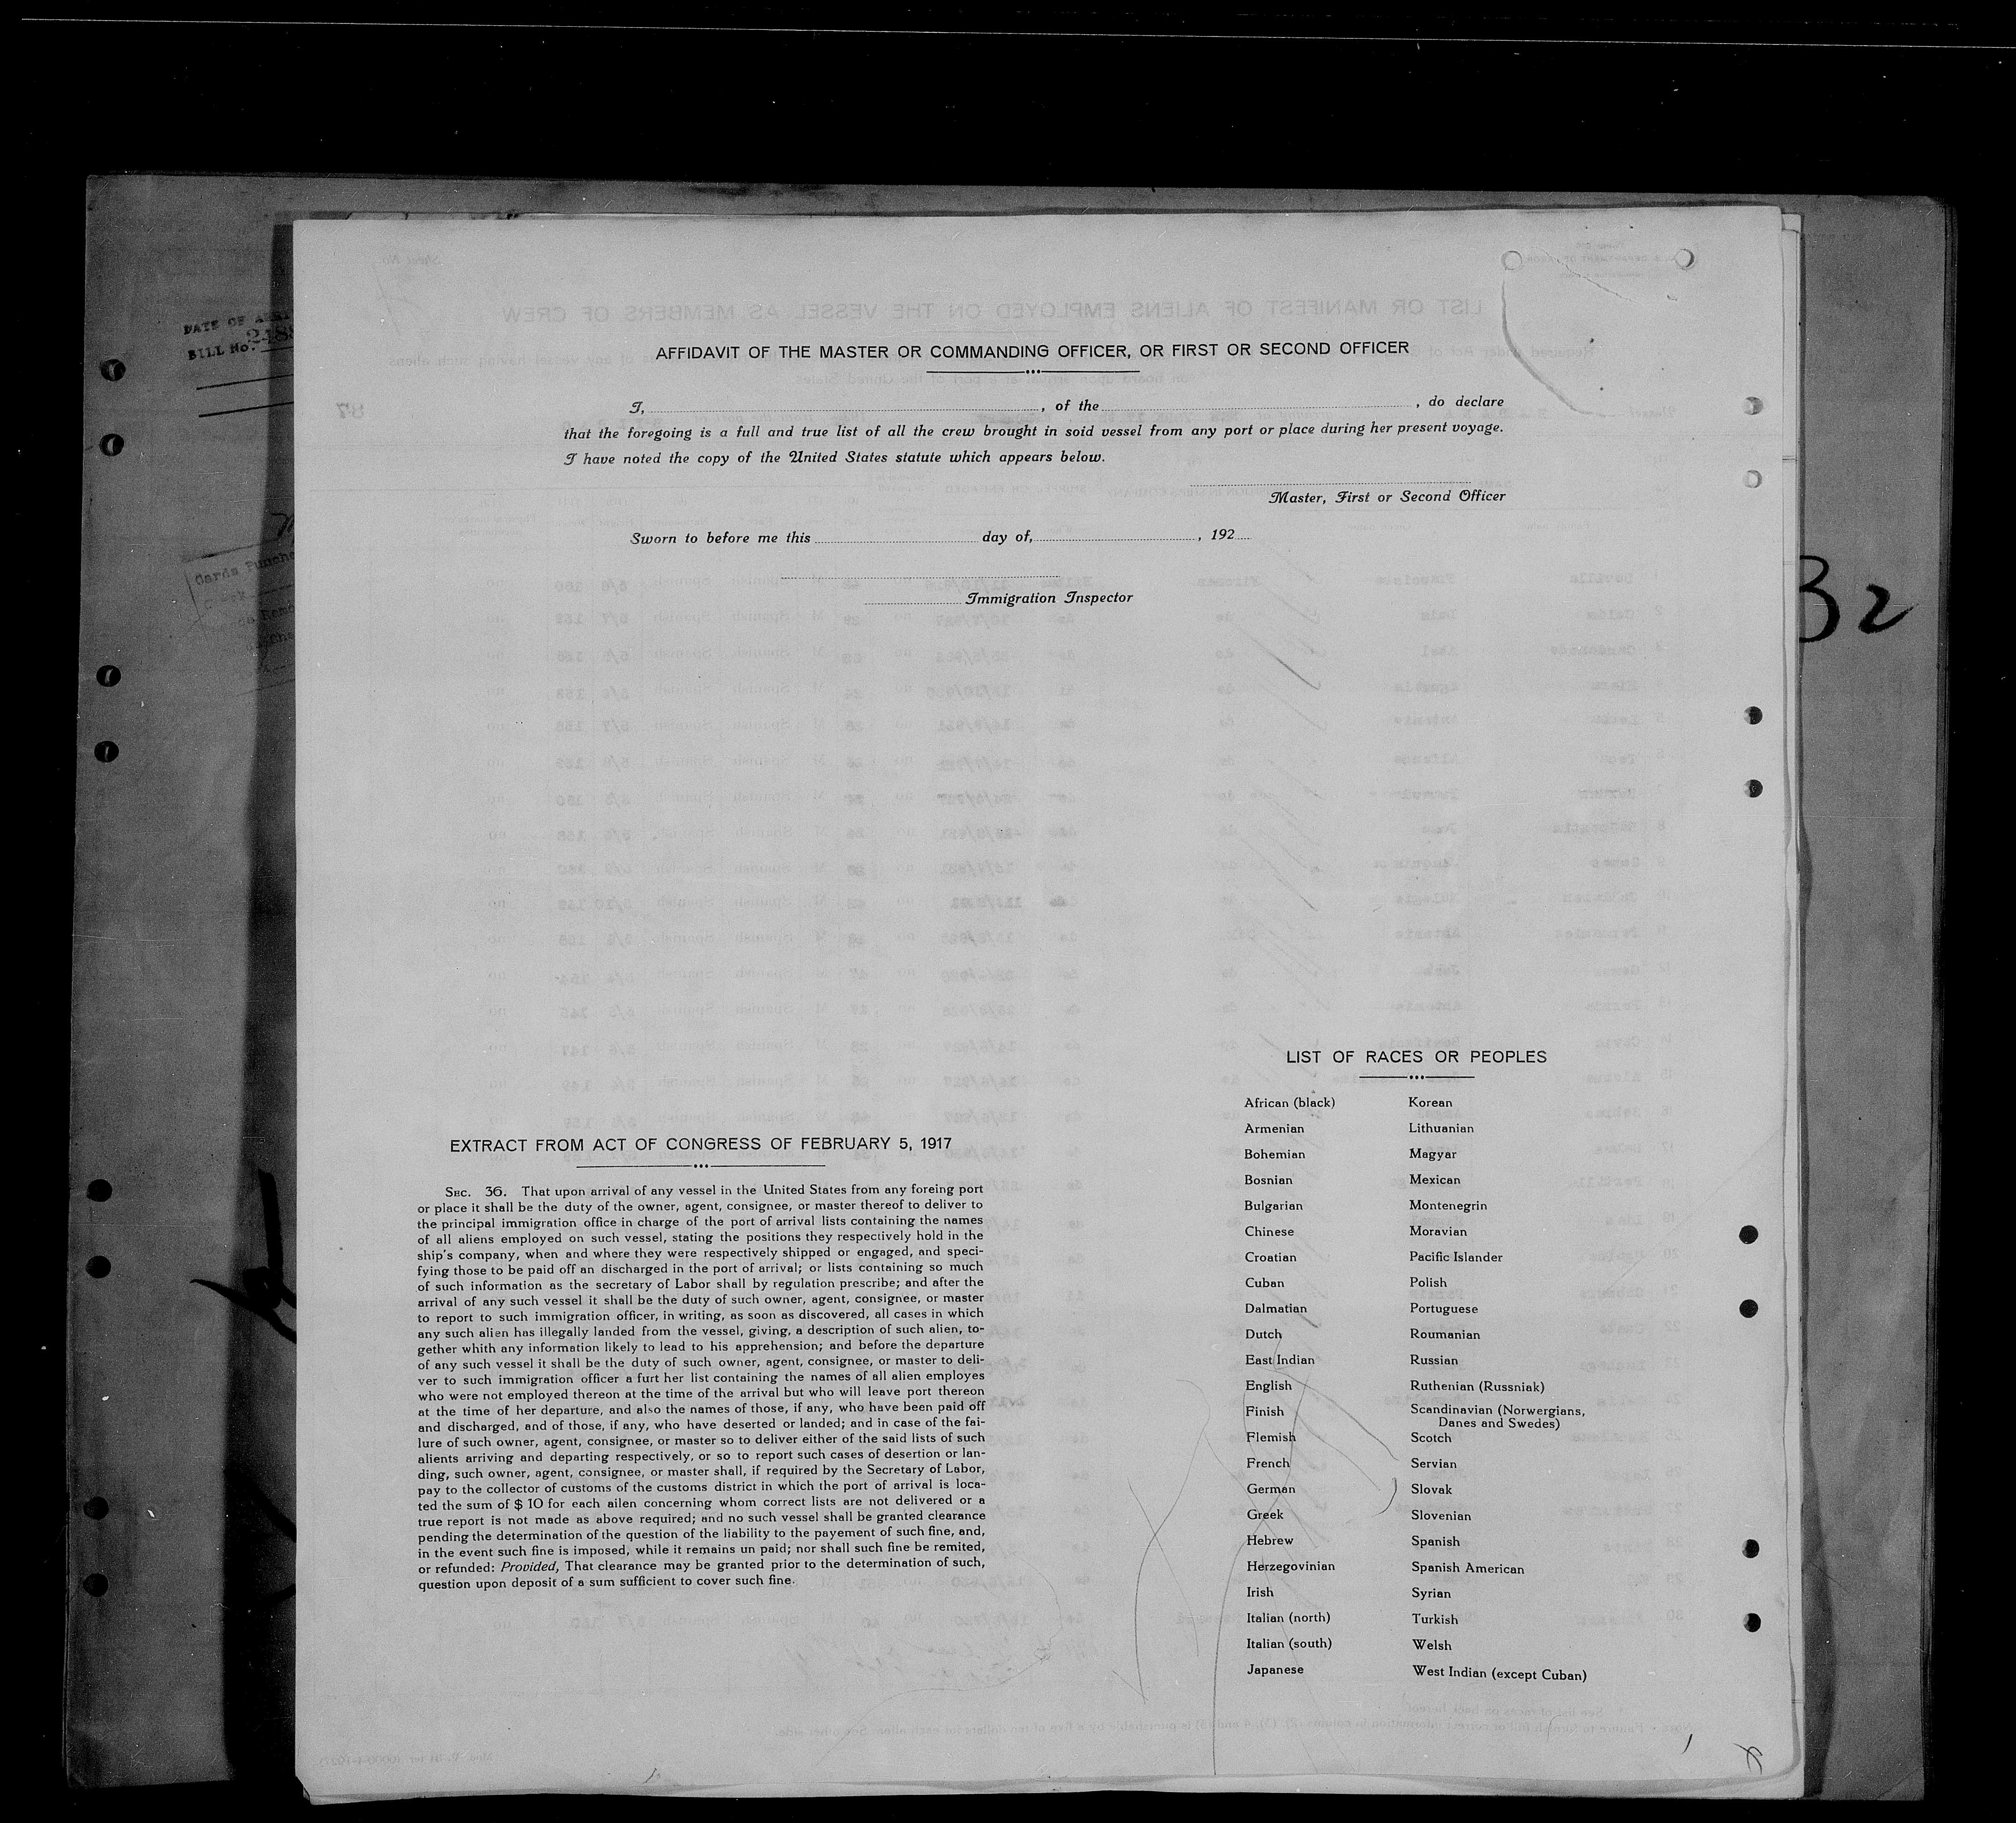 DATE OF
BILL No.
32
AFFIDAVIT OF THE MASTER OR COMMANDING OFFICER, OR FIRST OR SECOND OFFICER
I, , of the , do declare
that the foregoing is a full and true list of all the crew brought in soid vessel from any port or place during her present voyage.
I have noted the copy of the United States statute which appears below.
Master, First or Second Officer
Sworn to before me this day of, , 192
Immigration Inspector
EXTRACT FROM ACT OF CONGRESS OF FEBRUARY 5, 1917
SEC. 36. That upon arrival of any vessel in the United States from any foreing port
or place it shall be the duty of the owner, agent, consignee, or master thereof to deliver to
the principal immigration office in charge of the port of arrival lists containing the names
of all aliens employed on such vessel, stating the positions they respectively hold in the
ship's company, when and where they were respectively shipped or engaged, and speci-
fying those to be paid off an discharged in the port of arrival; or lists containing so much
of such information as the secretary of Labor shall by regulation prescribe; and after the
arrival of any such vessel it shall be the duty of such owner, agent, consignee, or master
to report to such immigration officer, in writing, as soon as discovered, all cases in which
any such alien has illegally landed from the vessel, giving, a description of such alien, to-
gether whith any information likely to lead to his apprehension; and before the departure
of any such vessel it shall be the duty of such owner, agent, consignee, or master to deli-
ver to such immigration officer a furt her list containing the names of all alien employes
who were not employed thereon at the time of the arrival but who will leave port thereon
at the time of her departure, and also the names of those, if any, who have been paid off
and discharged, and of those, if any, who have deserted or landed; and in case of the fai-
lure of such owner, agent, consignee, or master so to deliver either of the said lists of such
alients arriving and departing respectively, or so to report such cases of desertion or lan-
ding, such owner, agent, consignee, or master shall, if required by the Secretary of Labor,
pay to the collector of customs of the customs district in which the port of arrival is loca-
ted the sum of $ 10 for each ailen concerning whom correct lists are not delivered or a
true report is not made as above required; and no such vessel shall be granted clearance
pending the determination of the question of the liability to the payement of such fine, and,
in the event such fine is imposed, while it remains un paid; nor shall such fine be remited,
or refunded: Provided, That clearance may be granted prior to the determination of such,
question upon deposit of a sum sufficient to cover such fine.
LIST OF RACES OR PEOPLES
African (black)
Armenian
Bohemian
Bosnian
Bulgarian
Chinese
Croatian
Cuban
Dalmatian
Dutch
East Indian
English
Finish
Flemish
French
German
Greek
Hebrew
Herzegovinian
Irish
Italian (north)
Italian (south)
Japanese
Korean
Lithuanian
Magyar
Mexican
Montenegrin
Moravian
Pacific Islander
Polish
Portuguese
Roumanian
Russian
Ruthenian (Russniak)
Scandinavian (Norwergians,
Danes and Swedes)
Scotch
Servian
Slovak
Slovenian
Spanish
Spanish American
Syrian
Turkish
Welsh
West Indian (except Cuban)